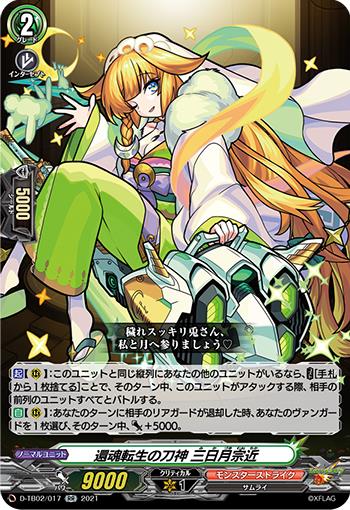 2
グレード
インターセプト
5000
シールド
穢れスッキリ兎さん、
私と月へ参りましょう♡
起【R】:このユニットと同じ縦列にあなたの他のユニットがいるなら、【手札
から1枚捨てる】ことで、そのターン中、このユニットがアタックする際、相手の
前列のユニットすべてとバトルする。
自【R】:あなたのターンに相手のリアガードが退却した時、あなたのヴァンガー
ドを1枚選び、そのターン中、+5000。
ノーマルユニット
還魂転生の刀神 三日月宗近
D-TB02/017 RR 2021
パワー 9000
クリティカル
1
モンスターストライク
サムライ
©XFLAG